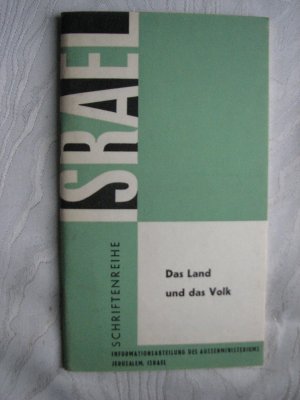 ISRAEL
SCHRIFTENREIHE
Das Land
und das Volk
INFORMATIONSABTEILUNG DES AUSSENMINISTERIUMS
JERUSALEM, ISRAEL